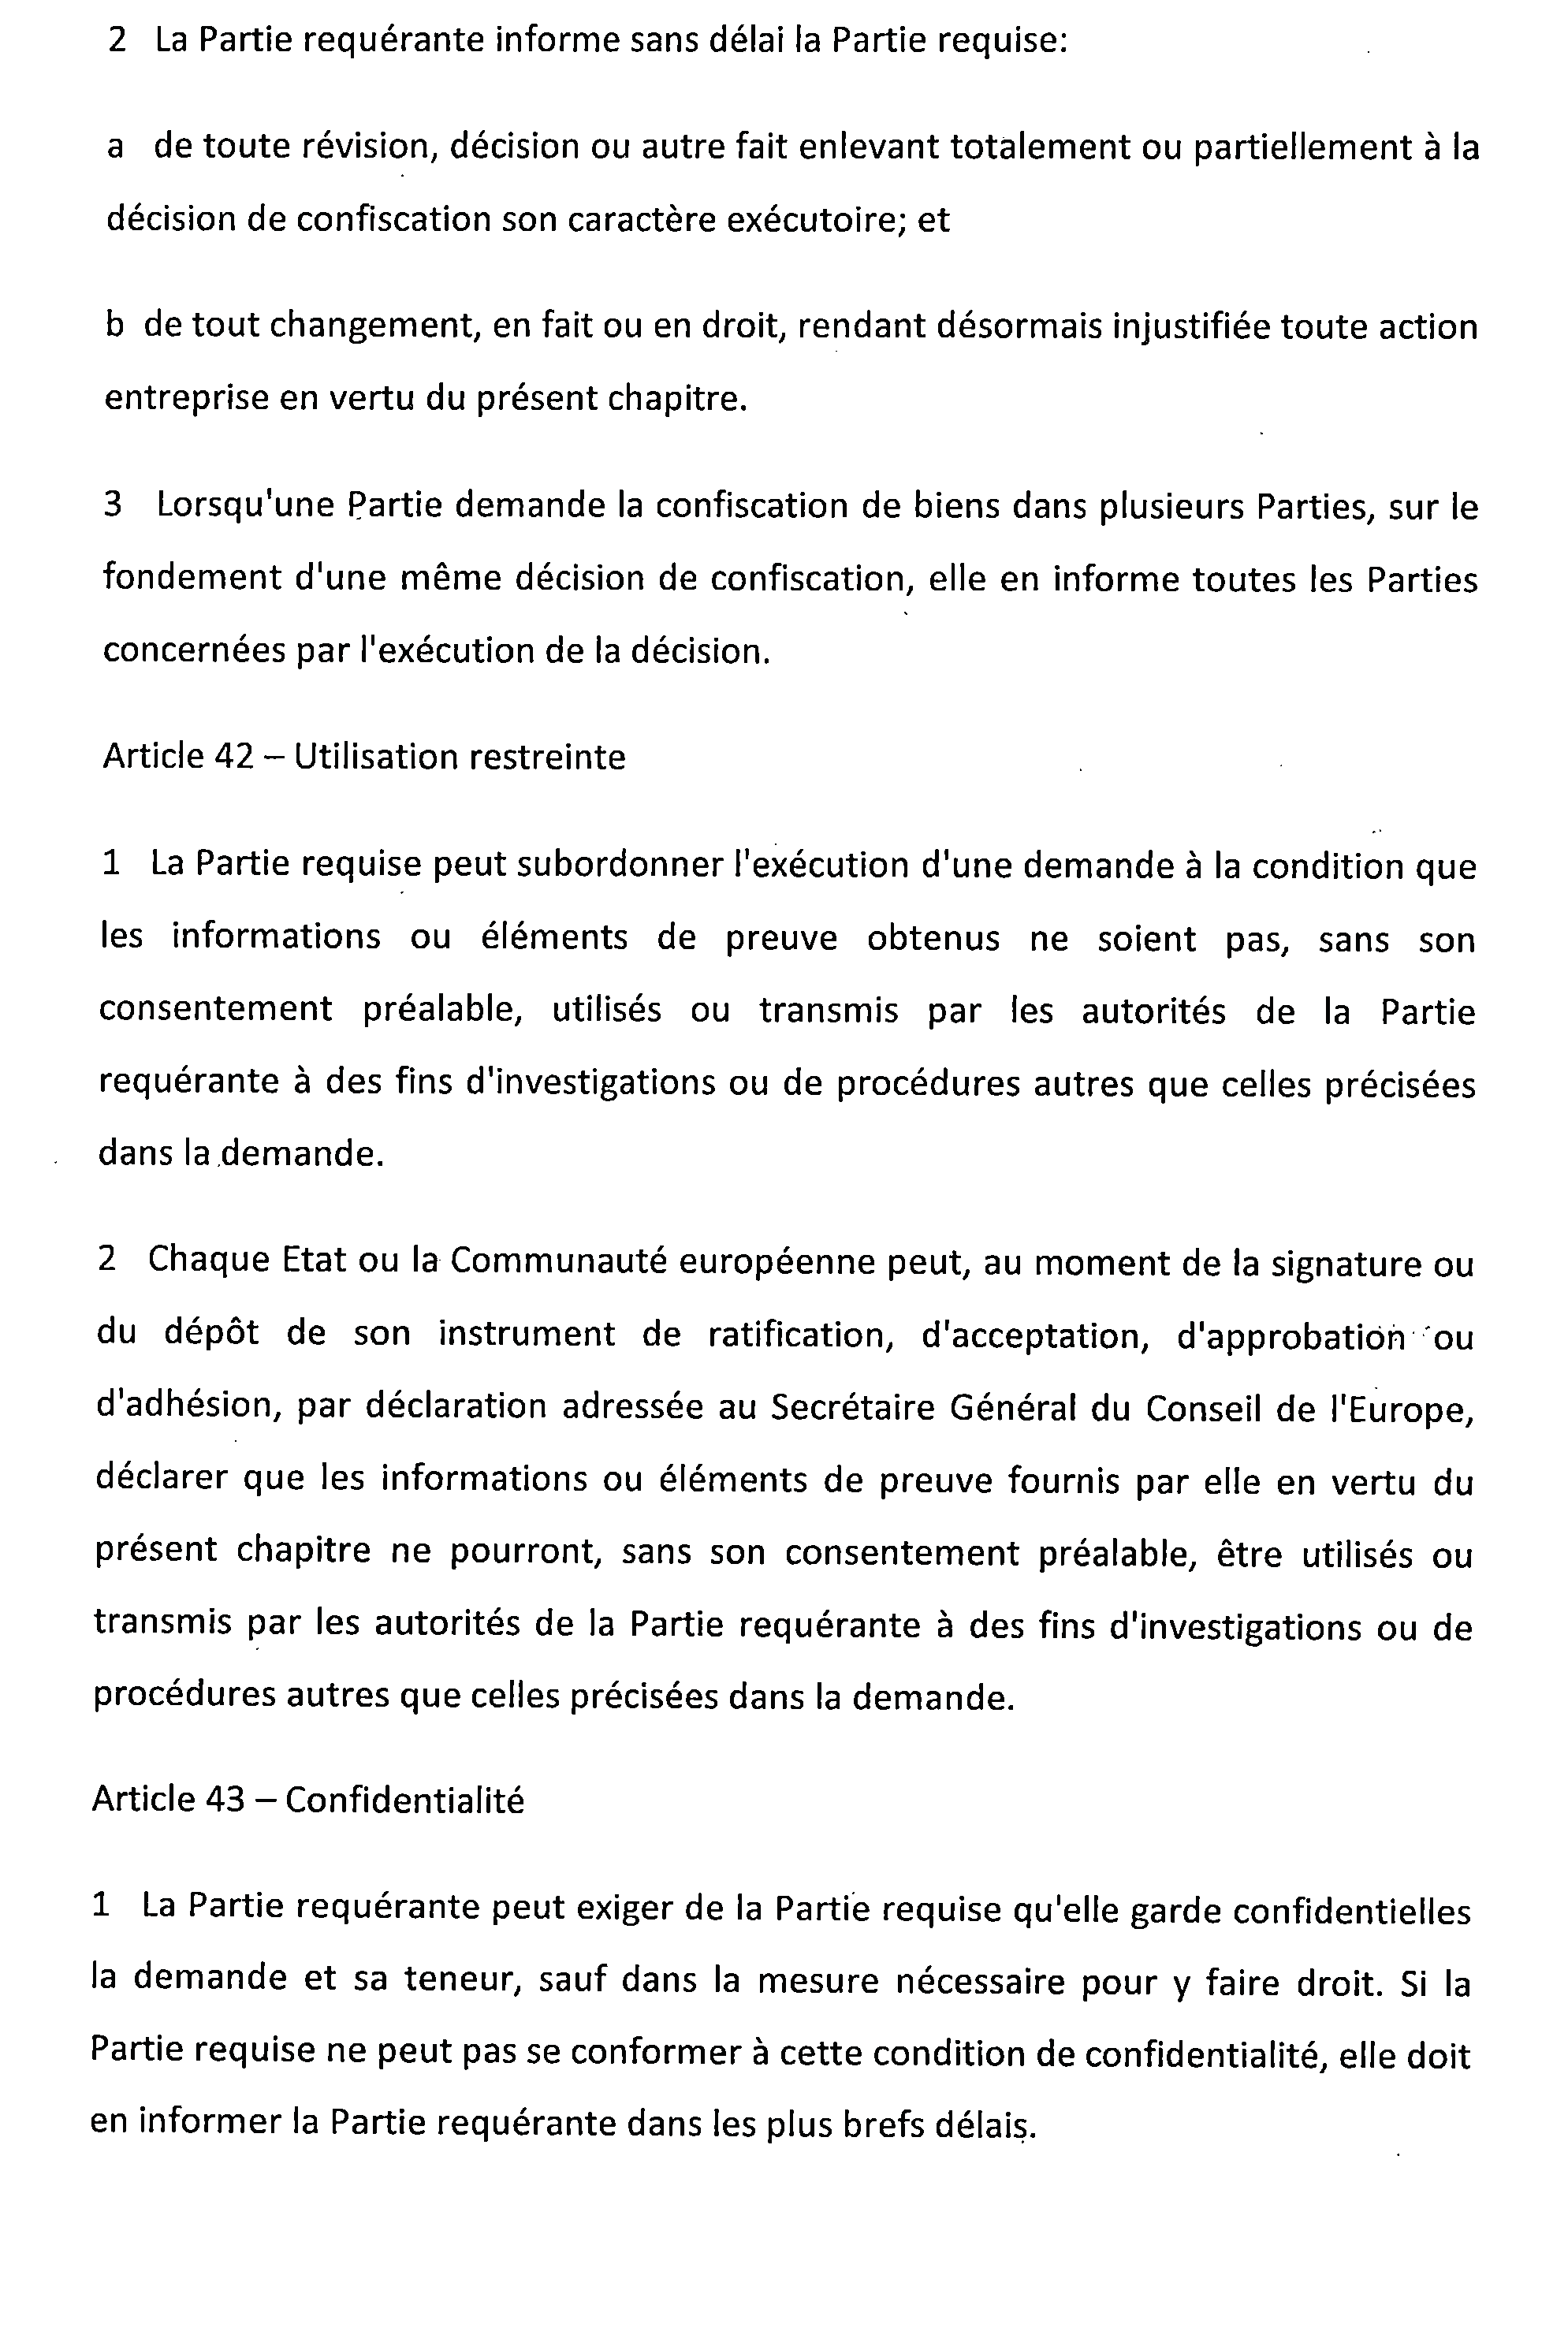 2 La Partie requérante informe sans délai la Partie requise:
a de toute révision, décision ou autre fait enlevant totalement ou partiellement à la
décision de confiscation son caractère exécutoire; et
b de tout changement, en fait ou en droit, rendant désormais injustifiée toute action
entreprise en vertu du présent chapitre.
3 Lorsqu'une Partie demande la confiscation de biens dans plusieurs Parties, sur le
fondement d'une même décision de confiscation, elle en informe toutes les Parties
concernées par l'exécution de la décision.
Article 42 – Utilisation restreinte
1 La Partie requise peut subordonner l'exécution d'une demande à la condition que
les informations ou éléments de preuve obtenus ne soient pas, sans son
consentement préalable, utilisés ou transmis par les autorités de la Partie
requérante à des fins d'investigations ou de procédures autres que celles précisées
dans la demande.
2 Chaque Etat ou la Communauté européenne peut, au moment de la signature ou
du dépôt de son instrument de ratification, d'acceptation, d'approbation ou
d'adhésion, par déclaration adressée au Secrétaire Général du Conseil de l'Europe,
déclarer que les informations ou éléments de preuve fournis par elle en vertu du
présent chapitre ne pourront, sans son consentement préalable, être utilisés ou
transmis par les autorités de la Partie requérante à des fins d'investigations ou de
procédures autres que celles précisées dans la demande.
Article 43 – Confidentialité
1 La Partie requérante peut exiger de la Partie requise qu'elle garde confidentielles
la demande et sa teneur, sauf dans la mesure nécessaire pour y faire droit. Si la
Partie requise ne peut pas se conformer à cette condition de confidentialité, elle doit
en informer la Partie requérante dans les plus brefs délais.